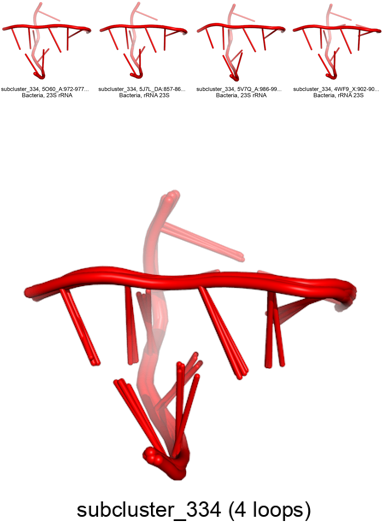 subcluster_334, 5O60_A:972-977...
Bacteria, 23S rRNA
subcluster_334, 5J7L_DA:857-86...
Bacteria, rRNA 23S
subcluster_334, 5V7Q_A:986-99...
Bacteria, 23S rRNA
subcluster_334, 4WF9_X:902-90...
Bacteria, rRNA 23S
subcluster_334 (4 loops)